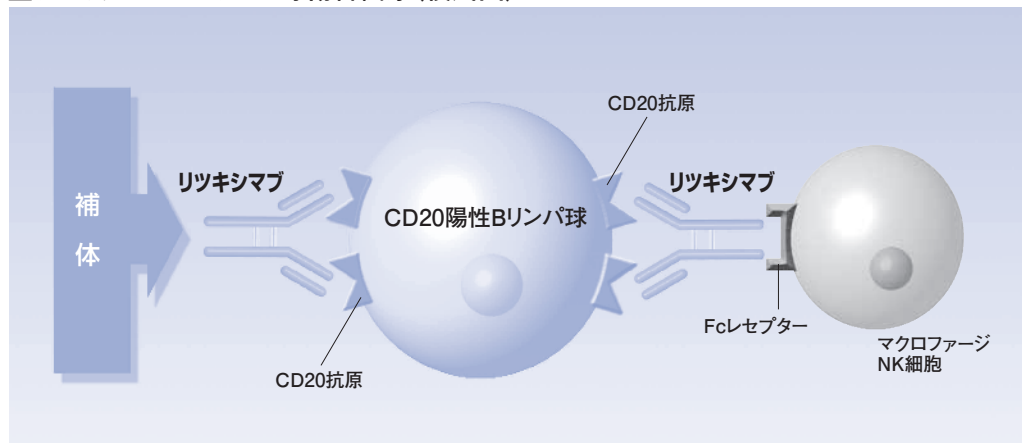 補
体
リツキシマブ
CD20抗原
CD20陽性Bリンパ球
CD20抗原
リツキシマブ
Fcレセプター
マクロファージ
NK細胞